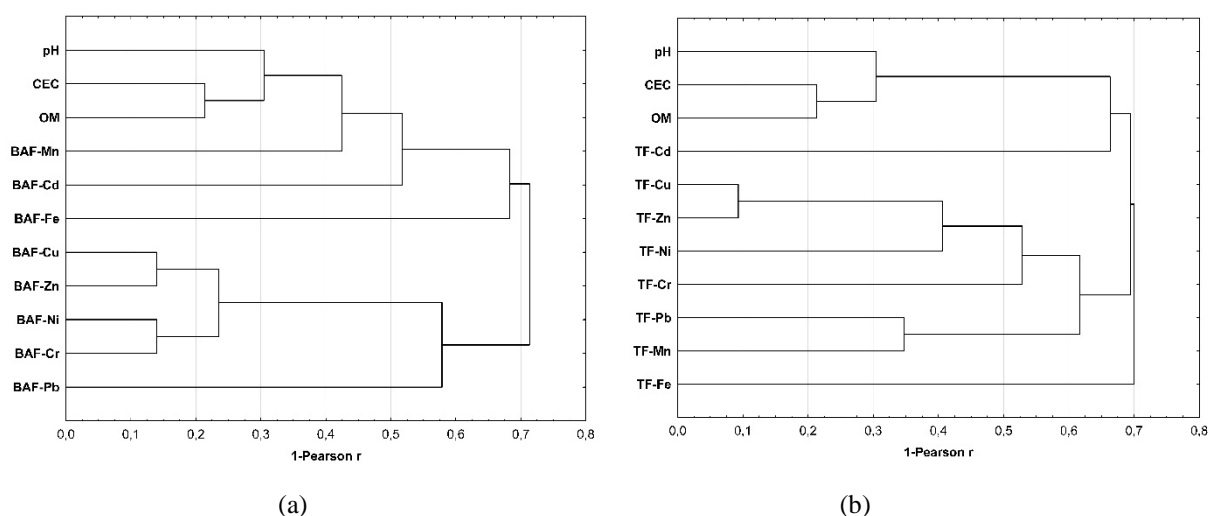 pH
CEC
OM
BAF-Mn
BAF-Cd
BAF-Fe
BAF-Cu
BAF-Zn
BAF-Ni
BAF-Cr
BAF-Pb
0,0 0,1 0,2 0,3 0,4 0,5 0,6 0,7 0,8
1-Pearson r
(a)
pH
CEC
OM
TF-Cd
TF-Cu
TF-Zn
TF-Ni
TF-Cr
TF-Pb
TF-Mn
TF-Fe
0,0 0,1 0,2 0,3 0,4 0,5 0,6 0,7 0,8
1-Pearson r
(b)